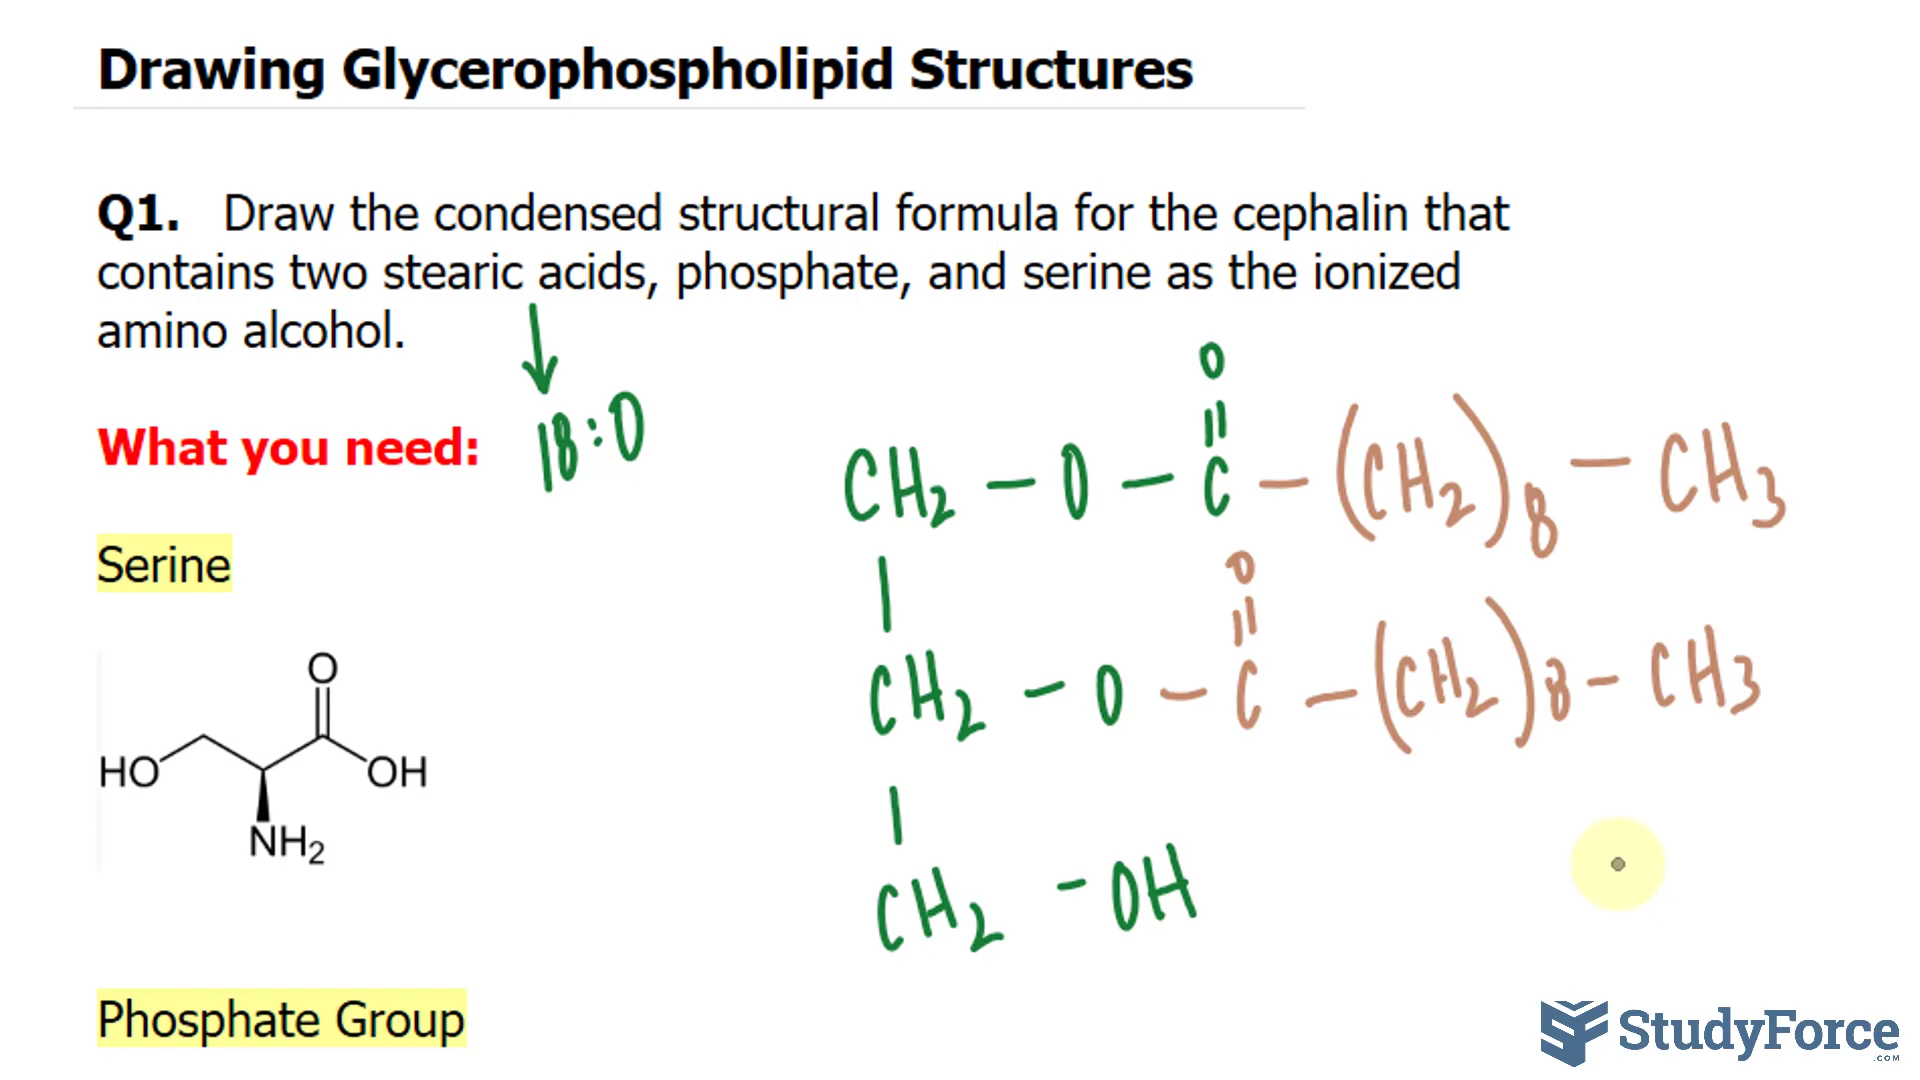 Drawing Glycerophospholipid Structures
Q1. Draw the condensed structural formula for the cephalin that
contains two stearic acids, phosphate, and serine as the ionized
amino alcohol.
18:0
What you need:
O
||
CH2 - O - C - (CH2)8 - CH3
|
O
||
CH2 - O - C - (CH2)8 - CH3
|
CH2 - OH
Serine
O
HO
OH
NH2
Phosphate Group
SF StudyForce
.COM